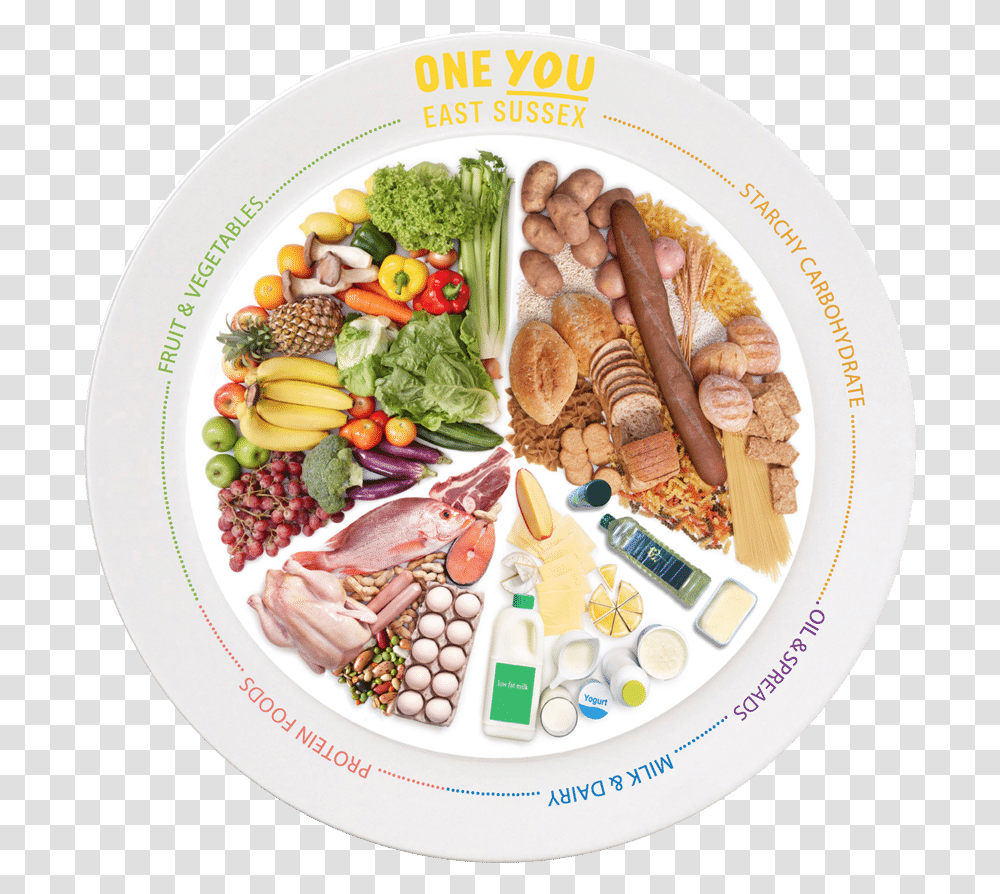 ONE YOU
EAST SUSSEX
FRUIT & VEGETABLES
STARCHY CARBOHYDRATE
OIL & SPREADS
MILK & DAIRY
PROTEIN FOODS
low fat milk
Yogurt